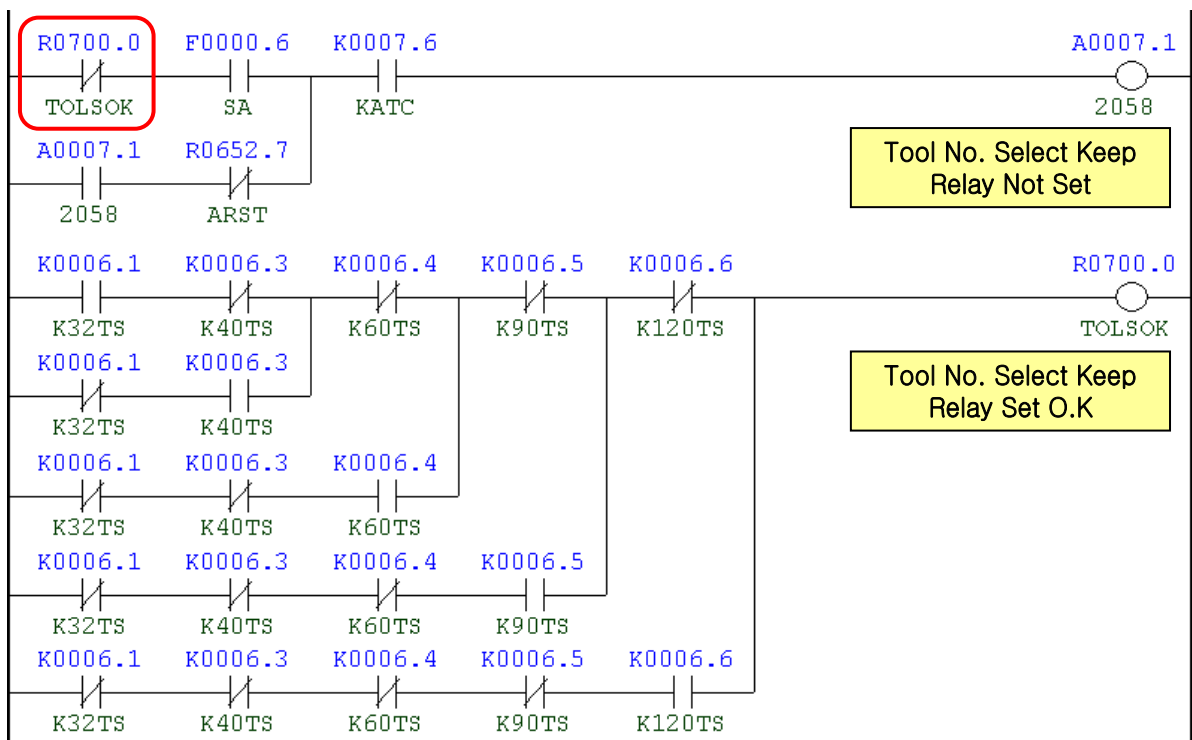 R0700.0 F0000.6 K0007.6 A0007.1
TOLSOK SA KATC 2058
A0007.1 R0652.7
2058 ARST
Tool No. Select Keep
Relay Not Set
K0006.1 K0006.3 K0006.4 K0006.5 K0006.6 R0700.0
K32TS K40TS K60TS K90TS K120TS TOLSOK
K0006.1 K0006.3
K32TS K40TS
Tool No. Select Keep
Relay Set O.K
K0006.1 K0006.3 K0006.4
K32TS K40TS K60TS
K0006.1 K0006.3 K0006.4 K0006.5
K32TS K40TS K60TS K90TS
K0006.1 K0006.3 K0006.4 K0006.5 K0006.6
K32TS K40TS K60TS K90TS K120TS